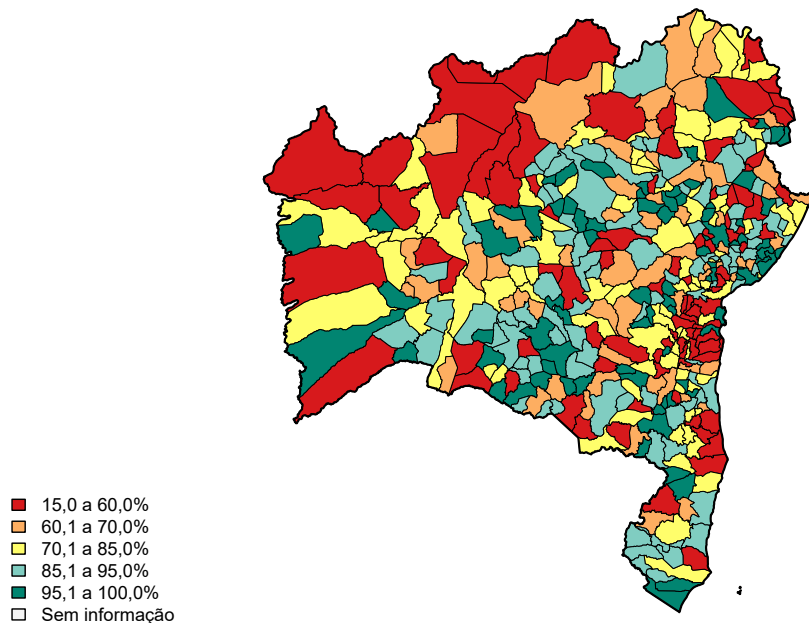 15,0 a 60,0%
60,1 a 70,0%
70,1 a 85,0%
85,1 a 95,0%
95,1 a 100,0%
Sem informação